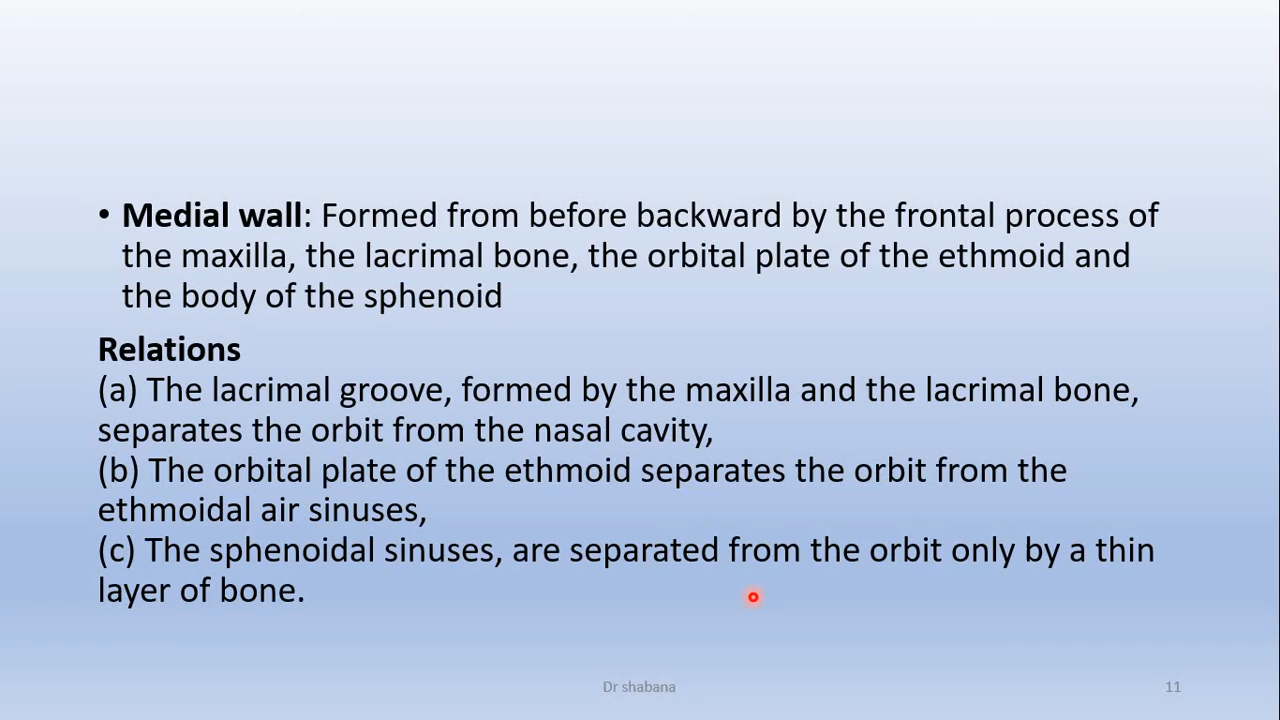 • Medial wall: Formed from before backward by the frontal process of
the maxilla, the lacrimal bone, the orbital plate of the ethmoid and
the body of the sphenoid
Relations
(a) The lacrimal groove, formed by the maxilla and the lacrimal bone,
separates the orbit from the nasal cavity,
(b) The orbital plate of the ethmoid separates the orbit from the
ethmoidal air sinuses,
(c) The sphenoidal sinuses, are separated from the orbit only by a thin
layer of bone.
Dr shabana
11